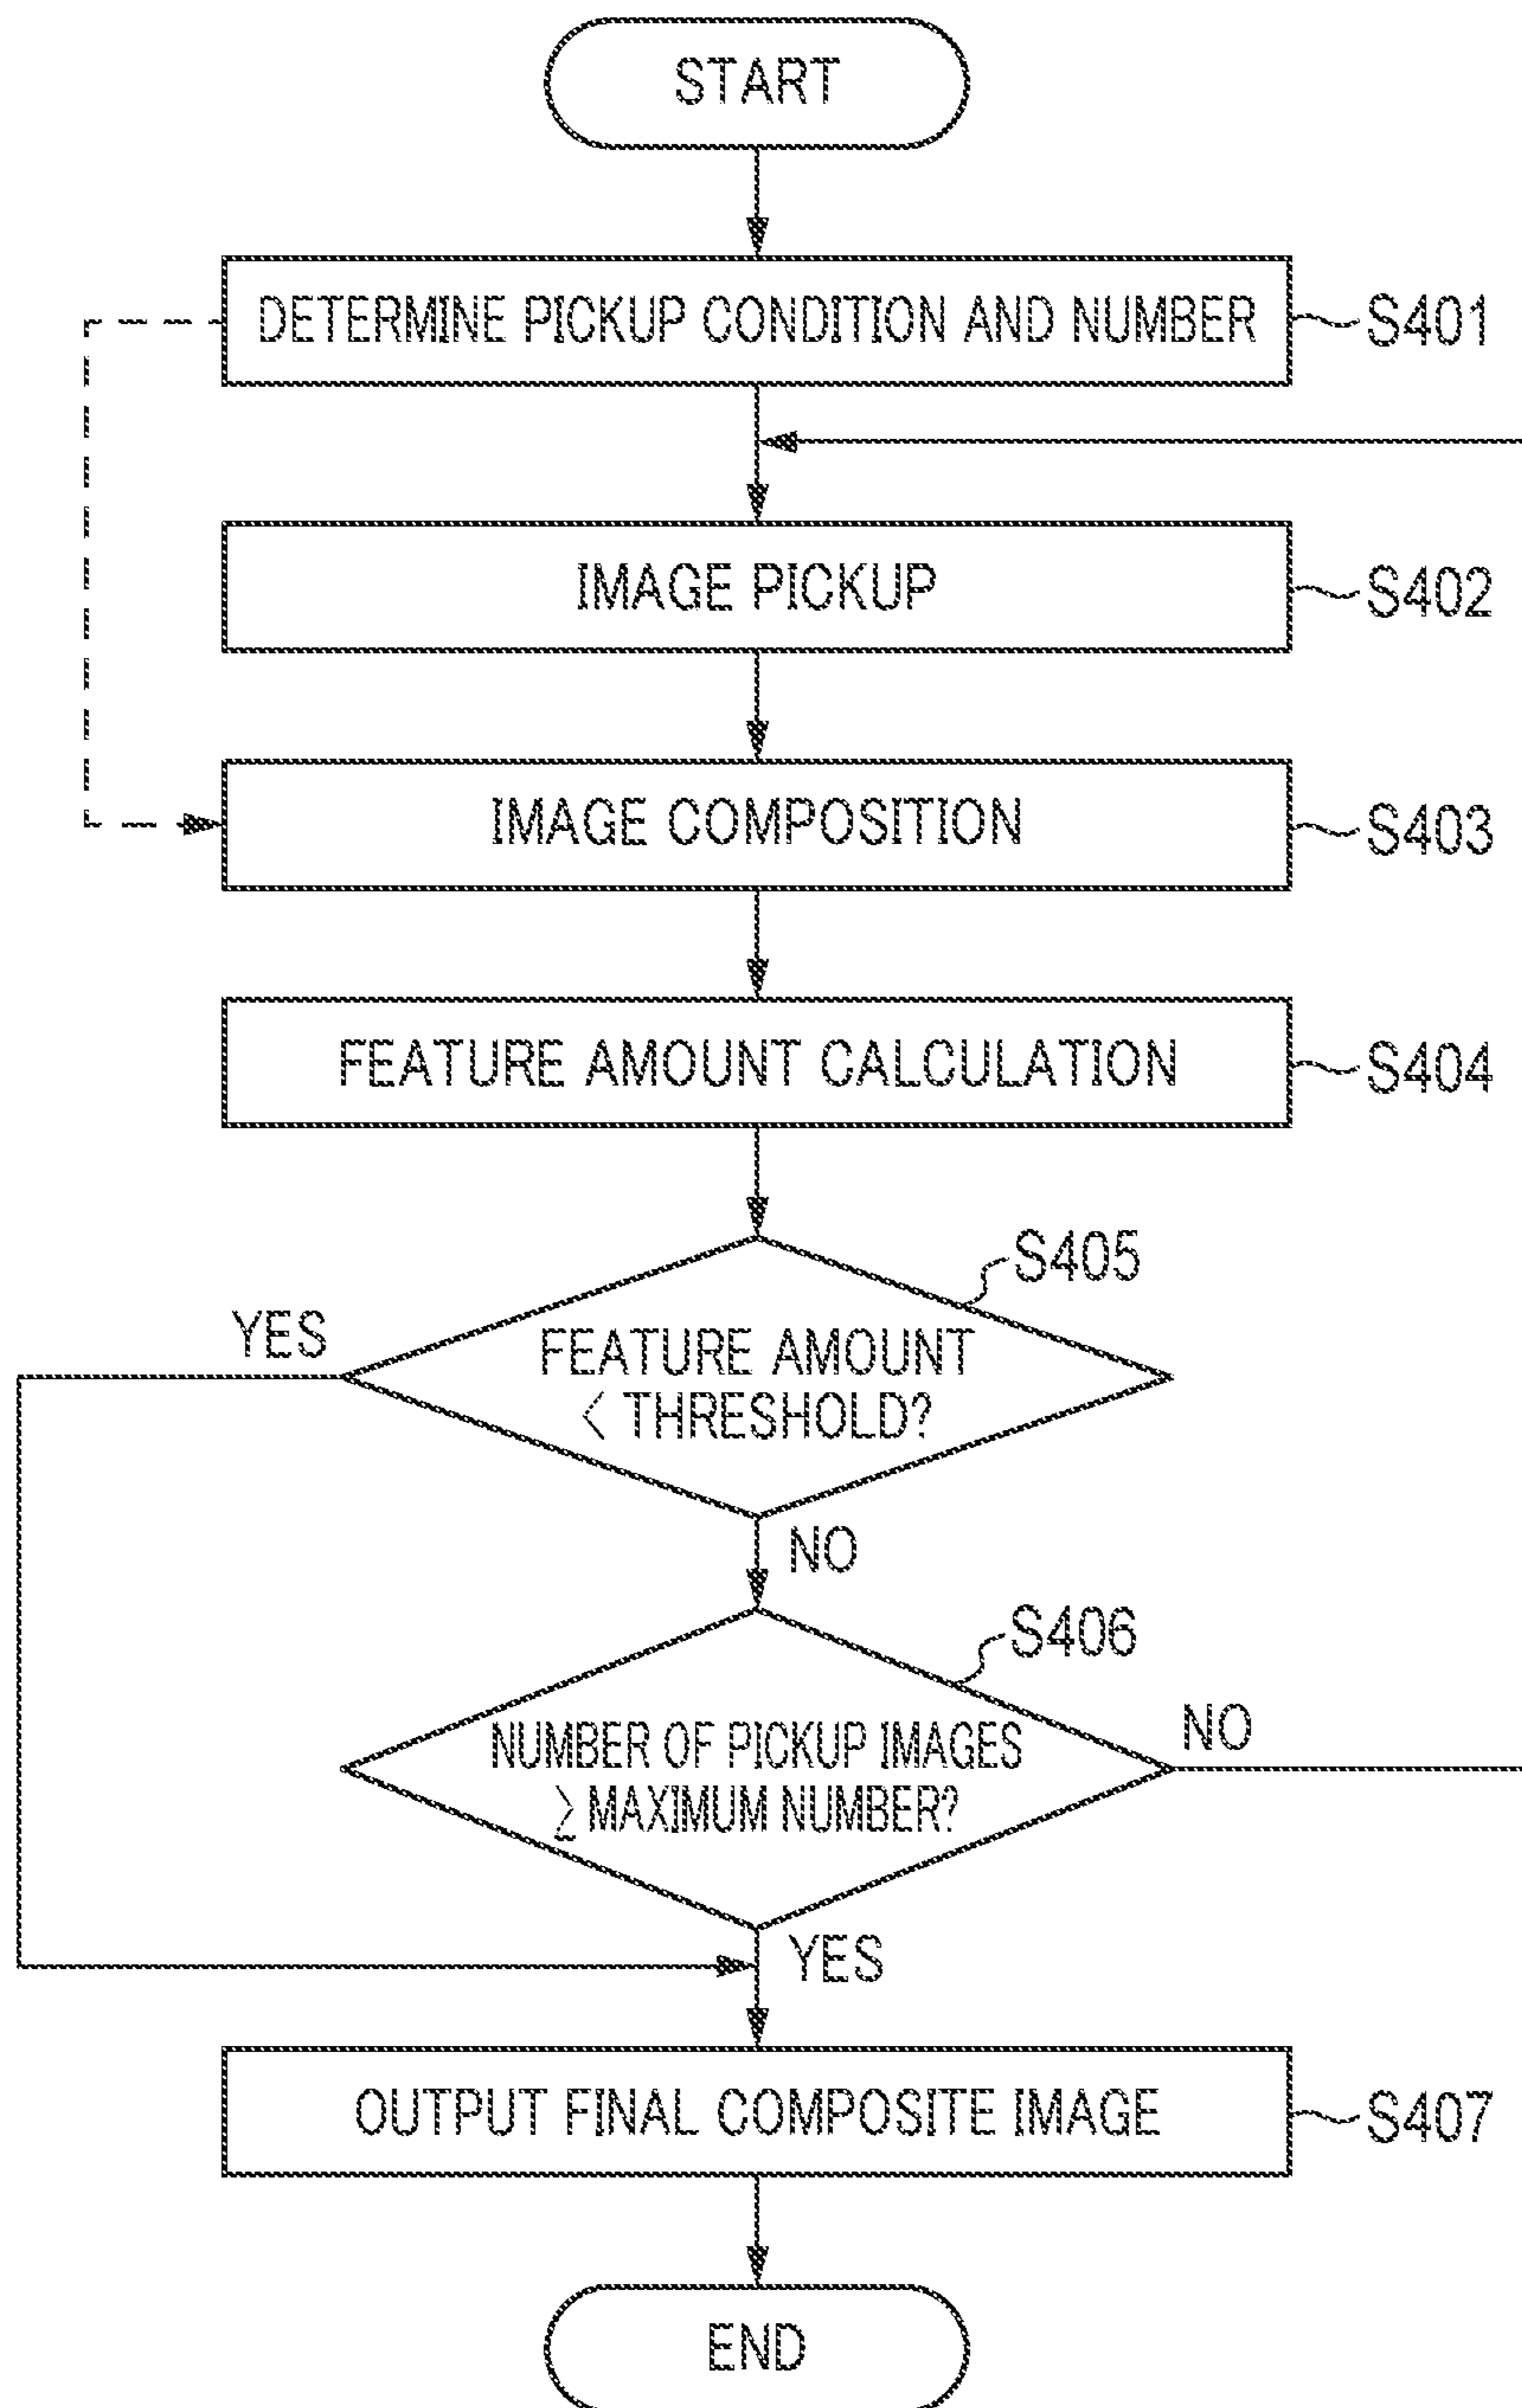 START
DETERMINE PICKUP CONDITION AND NUMBER
S401
IMAGE PICKUP
S402
IMAGE COMPOSITION
S403
FEATURE AMOUNT CALCULATION
S404
S405
YES
FEATURE AMOUNT
< THRESHOLD?
NO
S406
NUMBER OF PICKUP IMAGES
≧ MAXIMUM NUMBER?
NO
YES
OUTPUT FINAL COMPOSITE IMAGE
S407
END